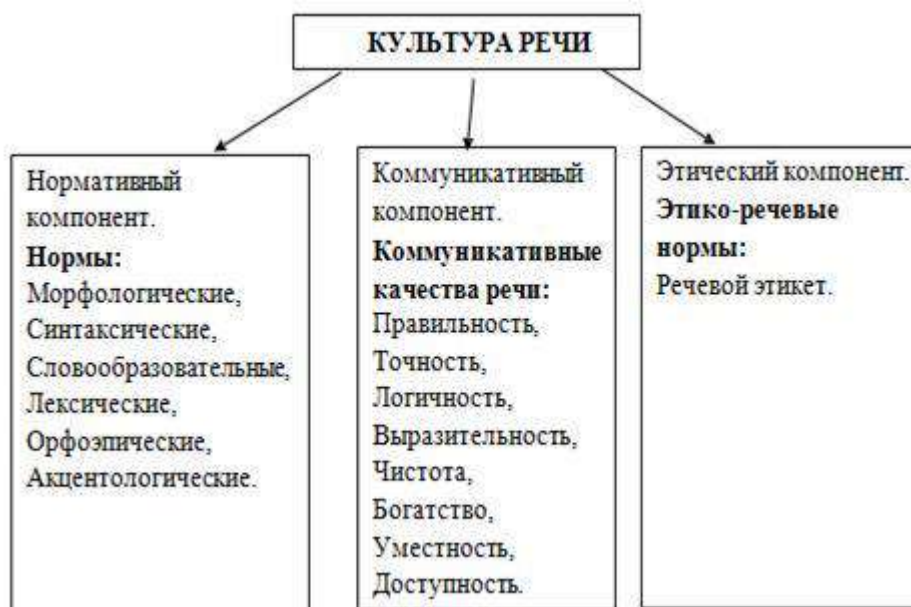 КУЛЬТУРА РЕЧИ
Нормативный
компонент.
Нормы:
Морфологические,
Синтаксические,
Словообразовательные,
Лексические,
Орфоэпические,
Акцентологические.
Коммуникативный
компонент.
Коммуникативные
качества речи:
Правильность,
Точность,
Логичность,
Выразительность,
Чистота,
Богатство,
Уместность,
Доступность.
Этический компонент.
Этико-речевые
нормы:
Речевой этикет.